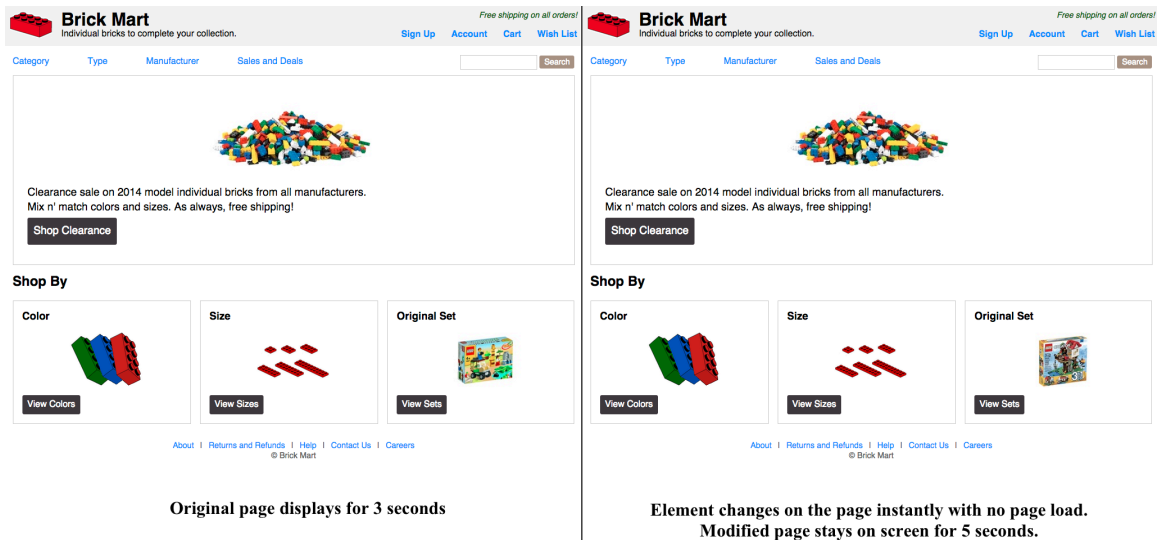 Brick Mart
Individual bricks to complete your collection.
Free shipping on all orders!
Sign Up Account Cart Wish List
Category Type Manufacturer Sales and Deals Search
Clearance sale on 2014 model individual bricks from all manufacturers.
Mix n' match colors and sizes. As always, free shipping!
Shop Clearance
Shop By
Color Size Original Set
View Colors View Sizes View Sets
About I Returns and Refunds I Help I Contact Us I Careers
© Brick Mart
Original page displays for 3 seconds
Brick Mart
Individual bricks to complete your collection.
Free shipping on all orders!
Sign Up Account Cart Wish List
Category Type Manufacturer Sales and Deals Search
Clearance sale on 2014 model individual bricks from all manufacturers.
Mix n' match colors and sizes. As always, free shipping!
Shop Clearance
Shop By
Color Size Original Set
View Colors View Sizes View Sets
About I Returns and Refunds I Help I Contact Us I Careers
© Brick Mart
Element changes on the page instantly with no page load.
Modified page stays on screen for 5 seconds.